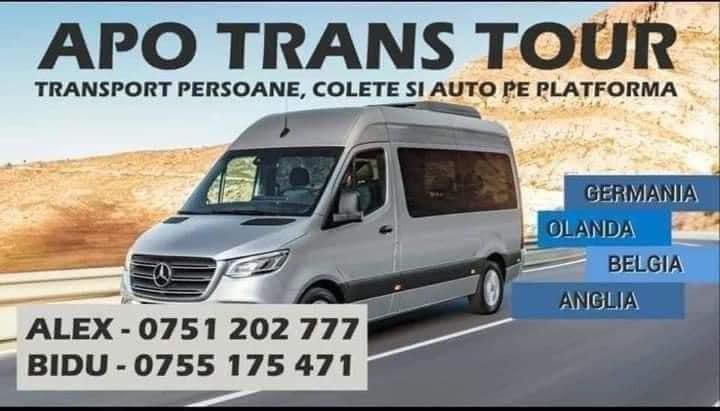 APO TRANS TOUR
TRANSPORT PERSOANE, COLETE SI AUTO PE PLATFORMA
GERMANIA
OLANDA
BELGIA
ANGLIA
ALEX - 0751 202 777
BIDU - 0755 175 471